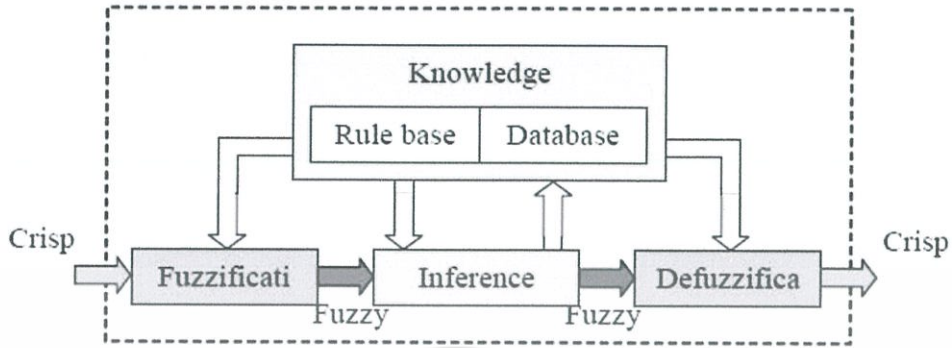 Knowledge
Rule base Database
Crisp
Crisp
Fuzzificati Inference Defuzzifica
Fuzzy Fuzzy